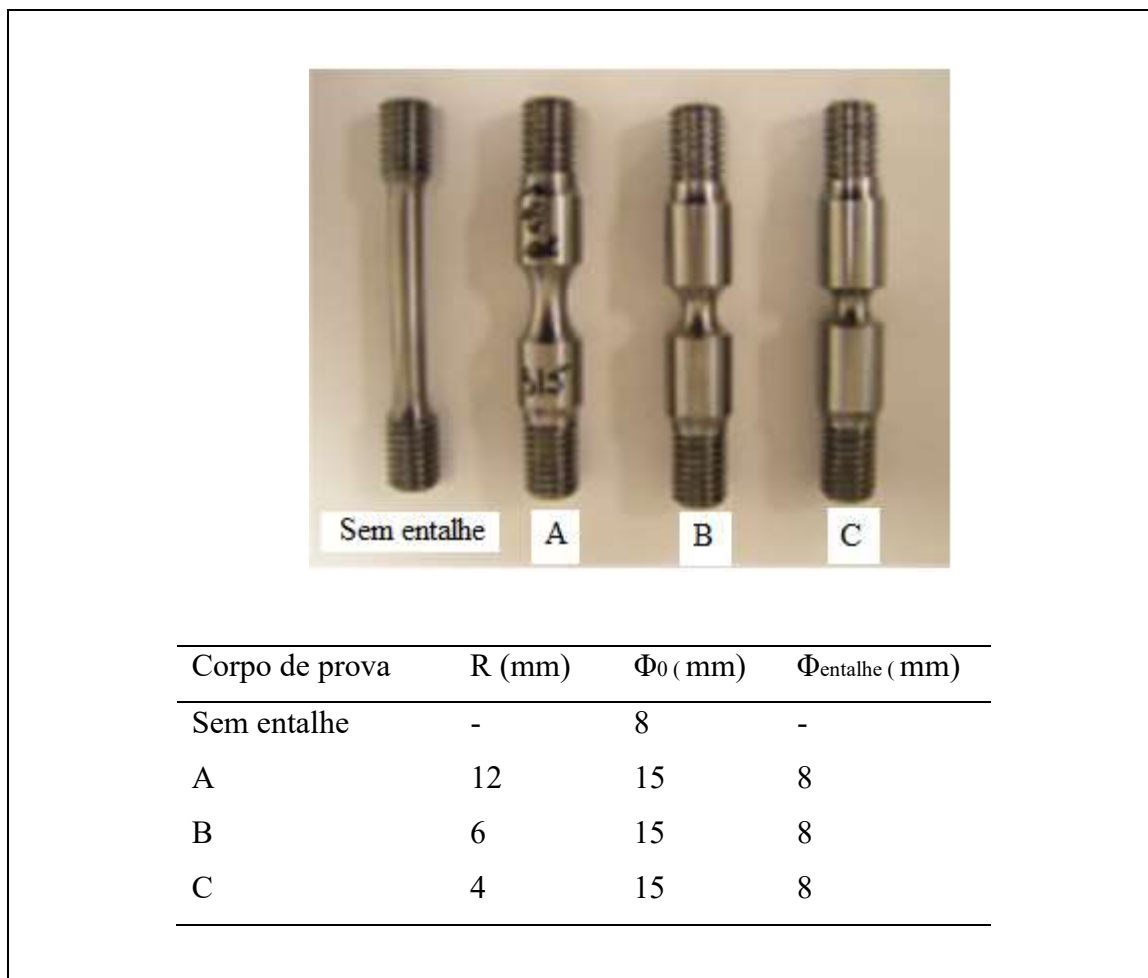 Sem entalhe
A
B
C
Corpo de prova R (mm) Φ0 ( mm) Φentalhe ( mm)
Sem entalhe - 8 -
A 12 15 8
B 6 15 8
C 4 15 8